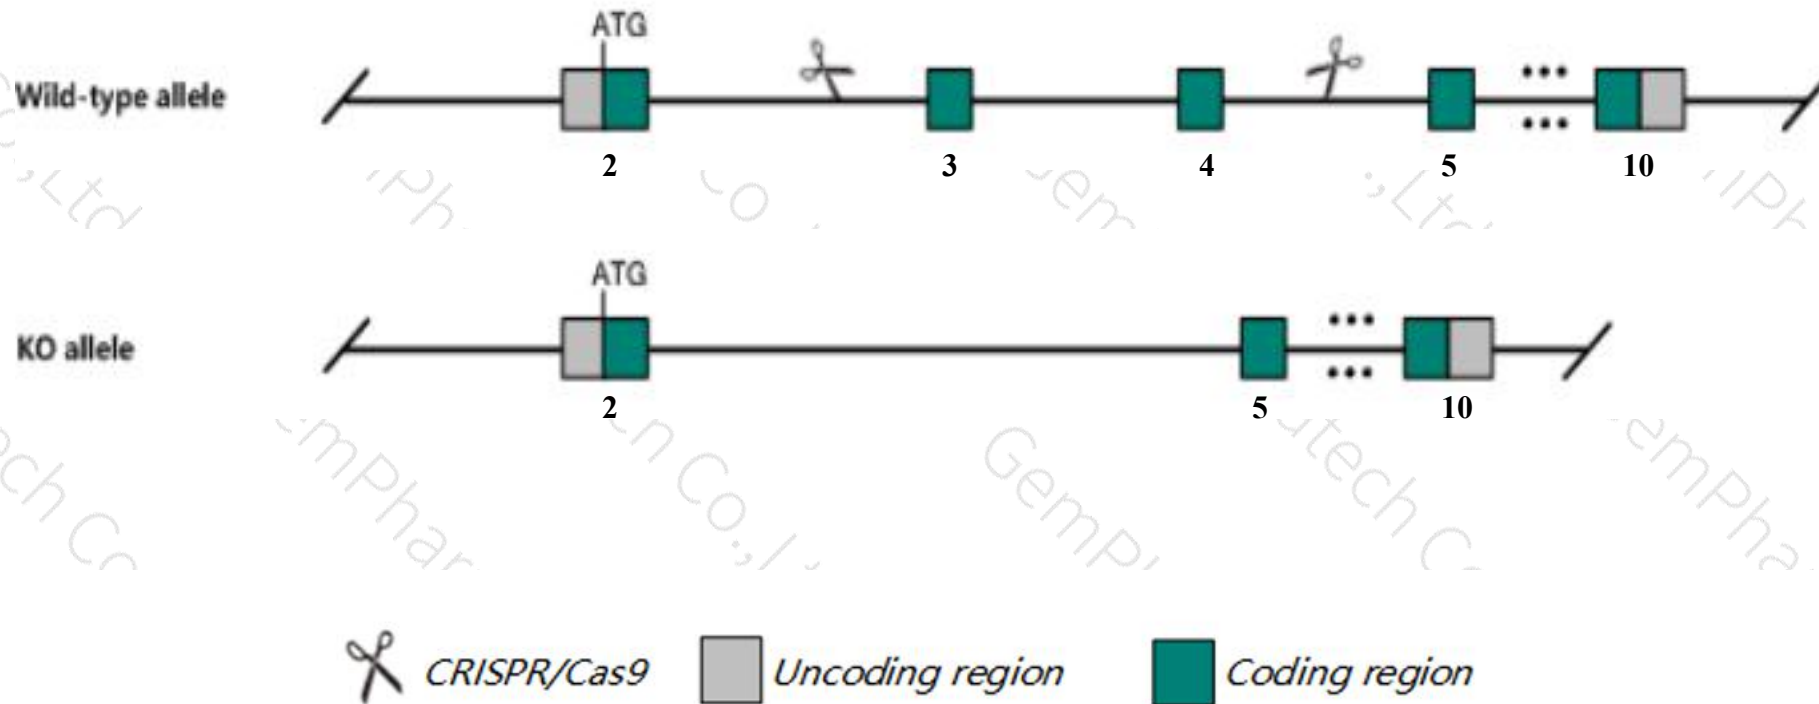 ATG
Wild-type allele
2 3 4 5 10
ATG
KO allele
2 5 10
CRISPR/Cas9 Uncoding region Coding region